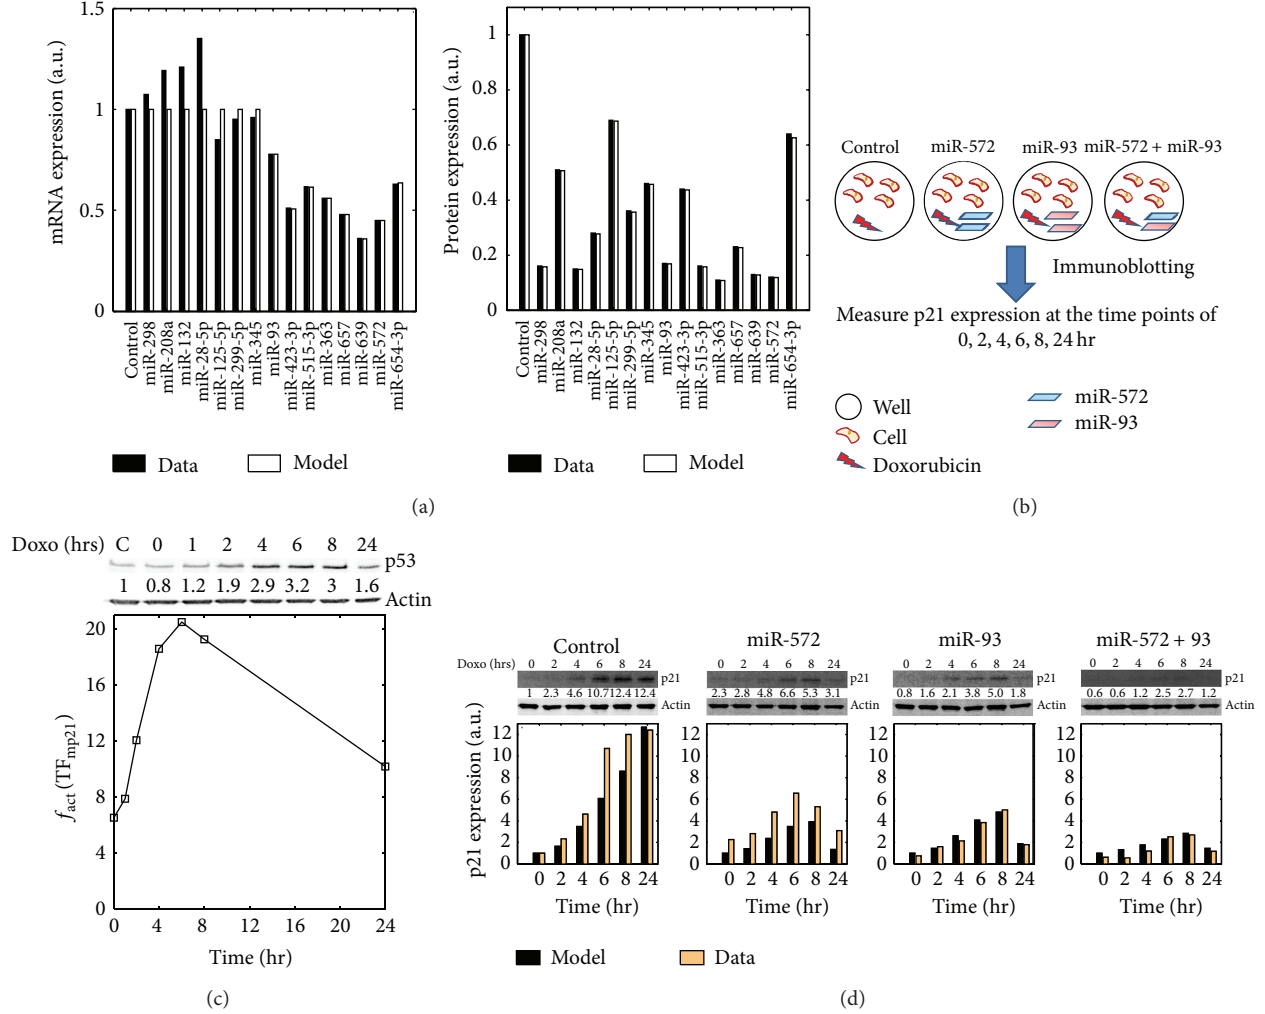 mRNA expression (a.u.)
1.5
1
0.5
0
Control
miR-298
miR-208a
miR-132
miR-28-5p
miR-125-5p
miR-299-5p
miR-345
miR-93
miR-423-3p
miR-515-3p
miR-363
miR-657
miR-639
miR-572
miR-654-3p
Data
Model
Protein expression (a.u.)
1
0.8
0.6
0.4
0.2
0
Control
miR-298
miR-208a
miR-132
miR-28-5p
miR-125-5p
miR-299-5p
miR-345
miR-93
miR-423-3p
miR-515-3p
miR-363
miR-657
miR-639
miR-572
miR-654-3p
Data
Model
(a)
Control miR-572 miR-93 miR-572 + miR-93
Immunoblotting
Measure p21 expression at the time points of
0, 2, 4, 6, 8, 24 hr
Well
Cell
Doxorubicin
miR-572
miR-93
(b)
Doxo (hrs) C 0 1 2 4 6 8 24
p53
1 0.8 1.2 1.9 2.9 3.2 3 1.6
Actin
f_act (TF_mp21)
20
16
12
8
4
0
0 4 8 12 16 20 24
Time (hr)
(c)
Control
Doxo (hrs) 0 2 4 6 8 24
p21
1 2.3 4.6 10.7 12.4 12.4
Actin
p21 expression (a.u.)
12
10
8
6
4
2
0
0 2 4 6 8 24
Time (hr)
miR-572
0 2 4 6 8 24
p21
2.3 2.8 4.8 6.6 5.3 3.1
Actin
12
10
8
6
4
2
0
0 2 4 6 8 24
Time (hr)
miR-93
0 2 4 6 8 24
p21
0.8 1.6 2.1 3.8 5.0 1.8
Actin
12
10
8
6
4
2
0
0 2 4 6 8 24
Time (hr)
miR-572 + 93
0 2 4 6 8 24
p21
0.6 0.6 1.2 2.5 2.7 1.2
Actin
12
10
8
6
4
2
0
0 2 4 6 8 24
Time (hr)
Model
Data
(d)